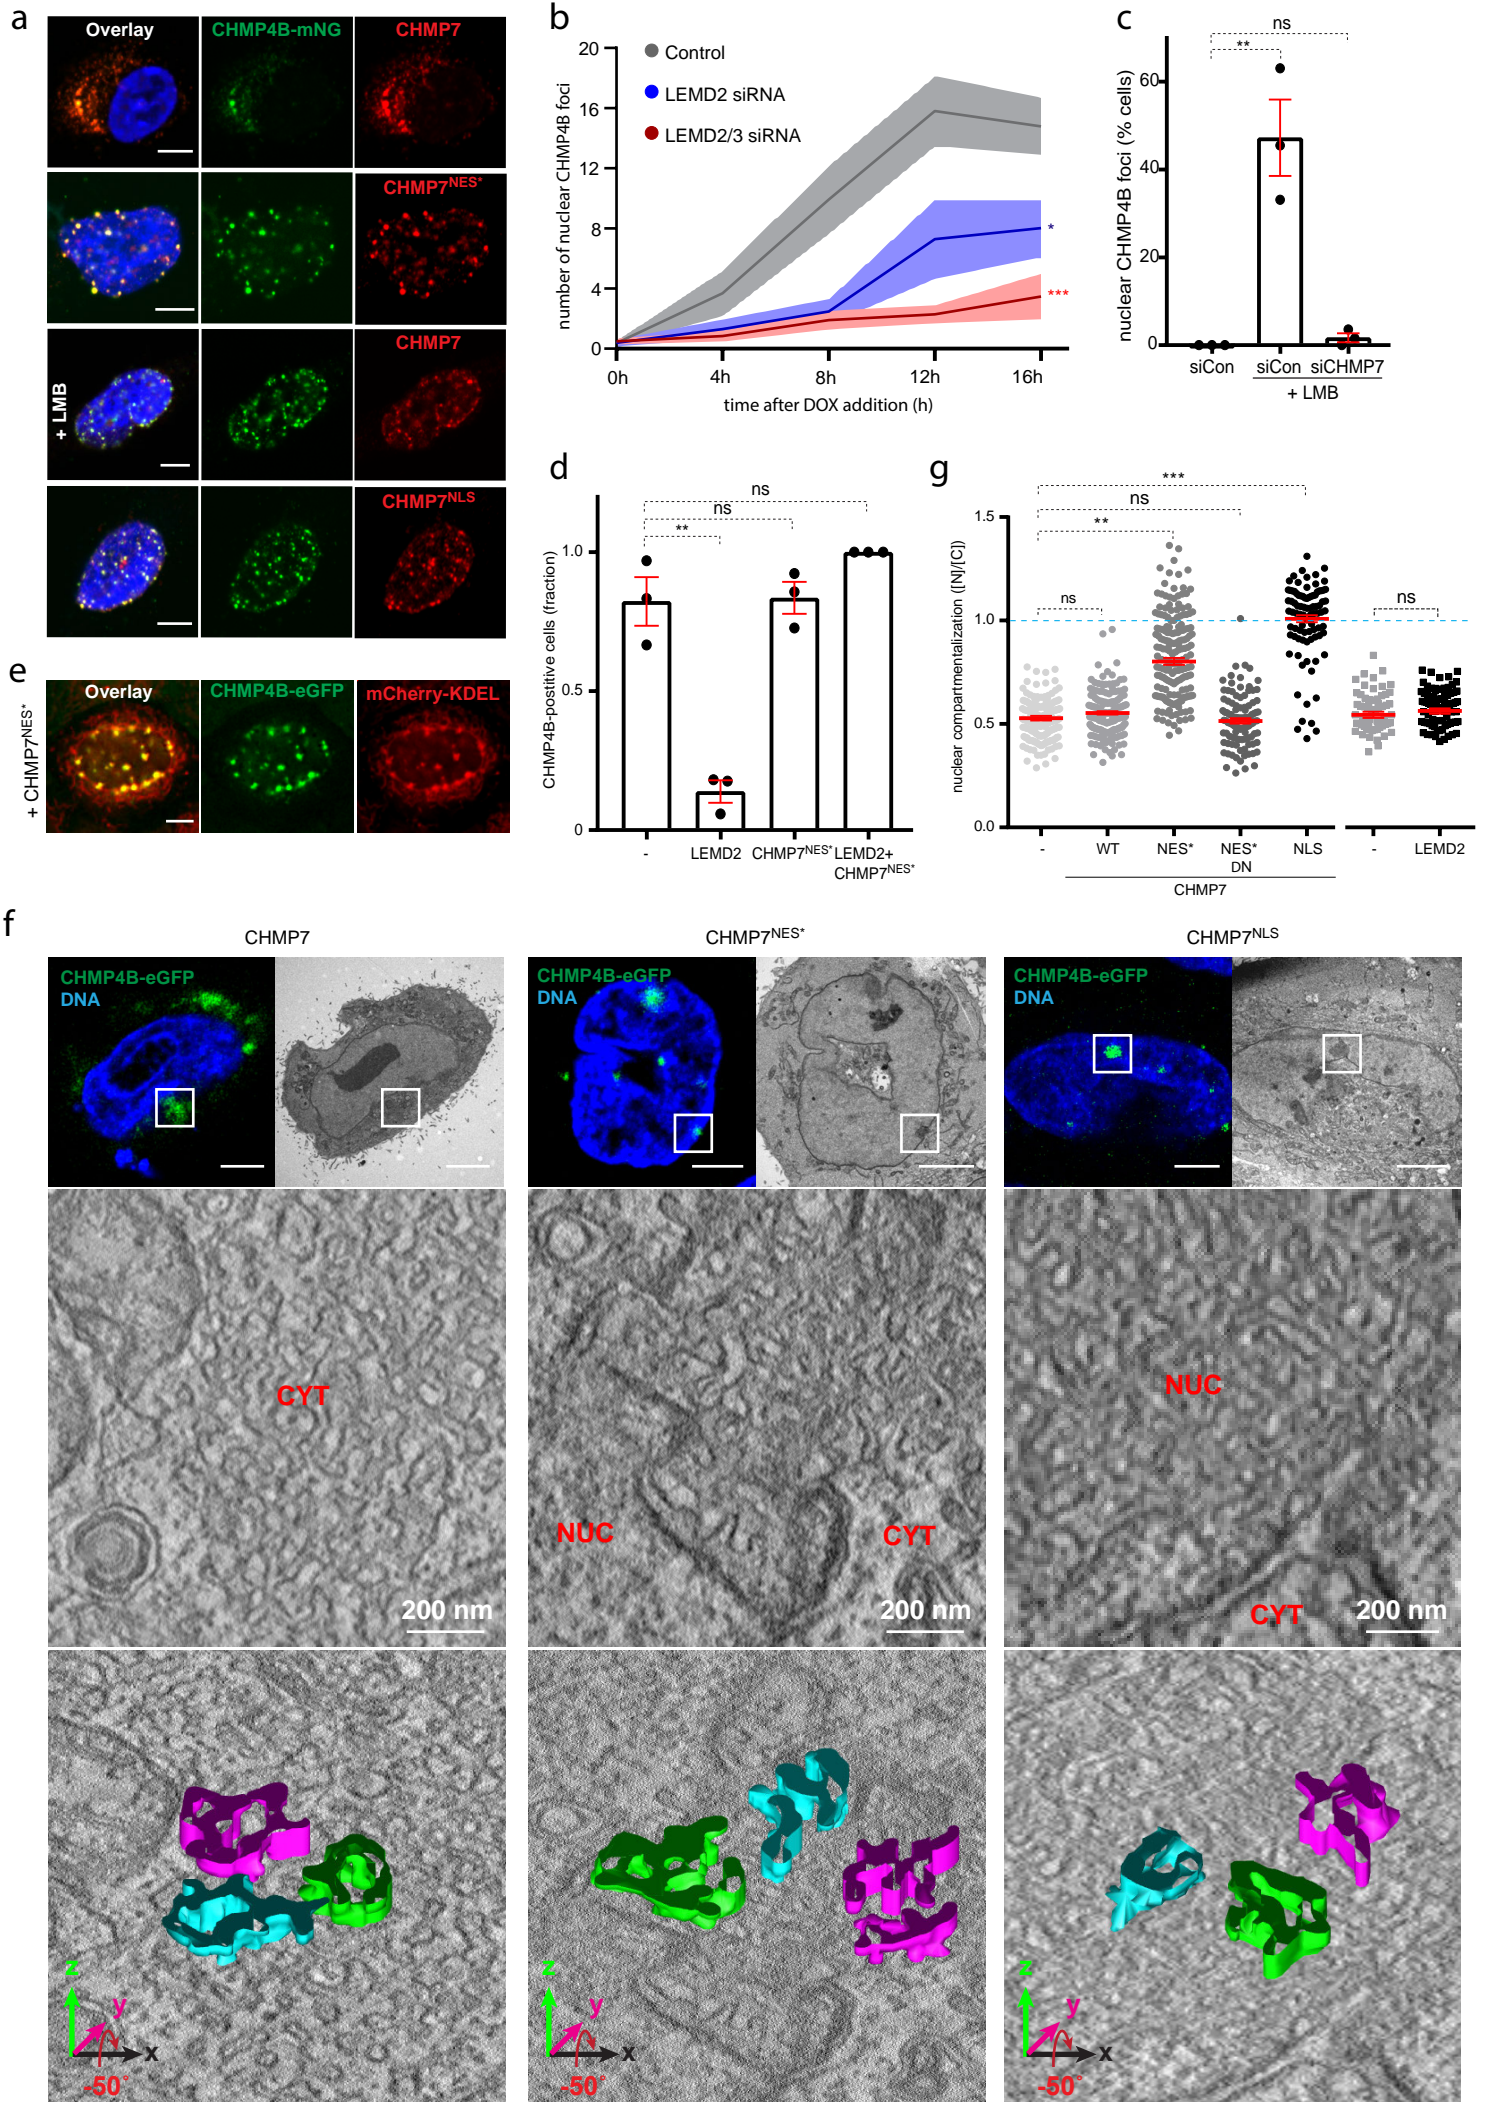 a
Overlay
CHMP4B-mNG
CHMP7
CHMP7NES*
+ LMB
CHMP7
CHMP7NLS
b
number of nuclear CHMP4B foci
20
16
12
8
4
0
Control
LEMD2 siRNA
LEMD2/3 siRNA
*
***
0h 4h 8h 12h 16h
time after DOX addition (h)
c
nuclear CHMP4B foci (% cells)
ns
**
60
40
20
0
siCon siCon siCHMP7
+ LMB
d
CHMP4B-postitive cells (fraction)
ns
ns
**
1.0
0.5
0
- LEMD2 CHMP7NES* LEMD2+
CHMP7NES*
e
+ CHMP7NES*
Overlay
CHMP4B-eGFP
mCherry-KDEL
g
nuclear compartmentalization ([N]/[C])
***
ns
**
ns
ns
1.5
1.0
0.5
0.0
- WT NES* NES* NLS - LEMD2
DN
CHMP7
f
CHMP7
CHMP7NES*
CHMP7NLS
CHMP4B-eGFP
DNA
CHMP4B-eGFP
DNA
CHMP4B-eGFP
DNA
CYT
200 nm
NUC
CYT
200 nm
NUC
CYT
200 nm
z
y
x
-50°
z
y
x
-50°
z
y
x
-50°